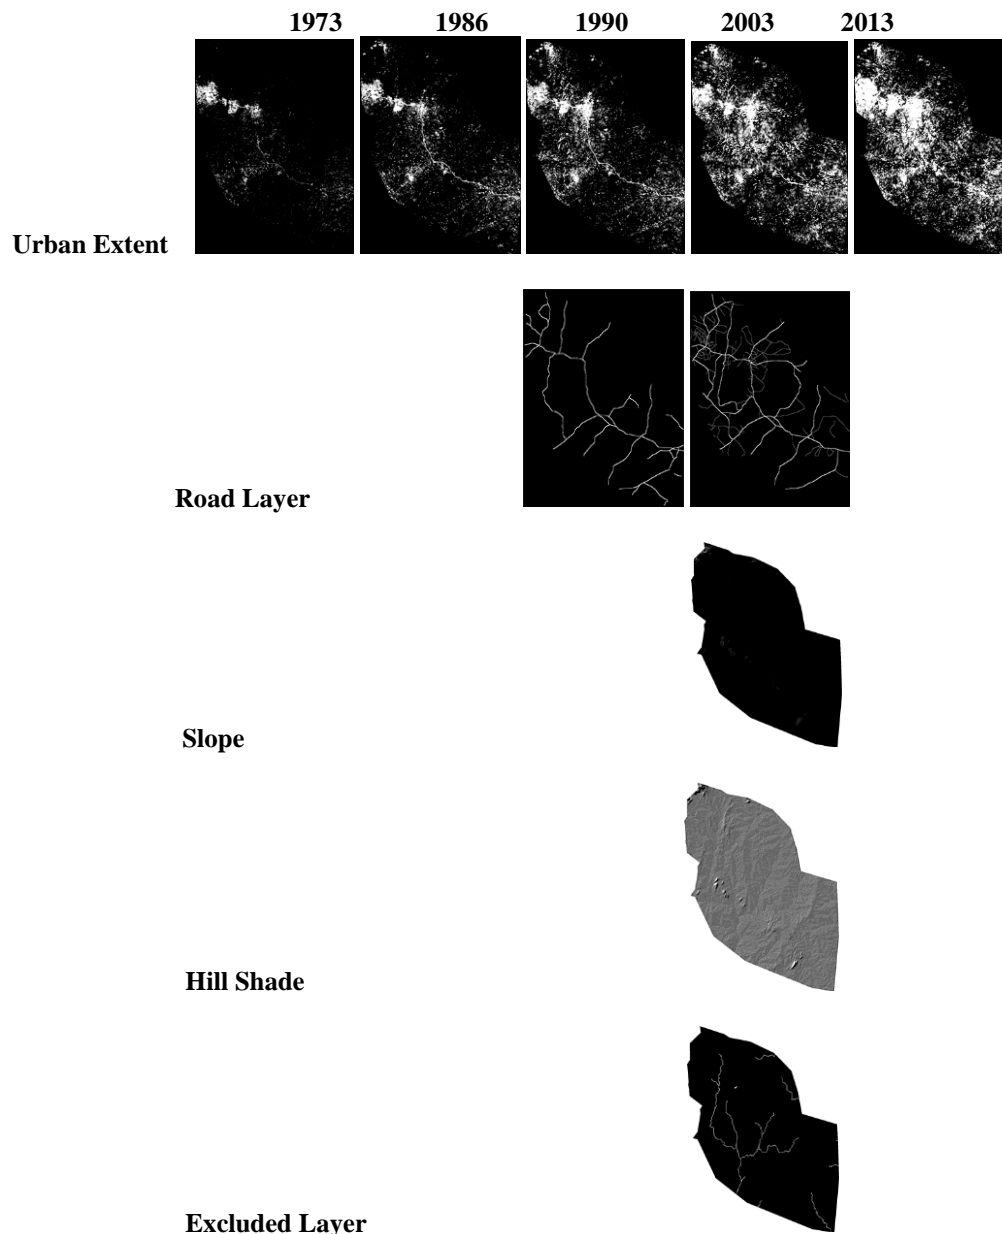 1973 1986 1990 2003 2013
Urban Extent
Road Layer
Slope
Hill Shade
Excluded Layer